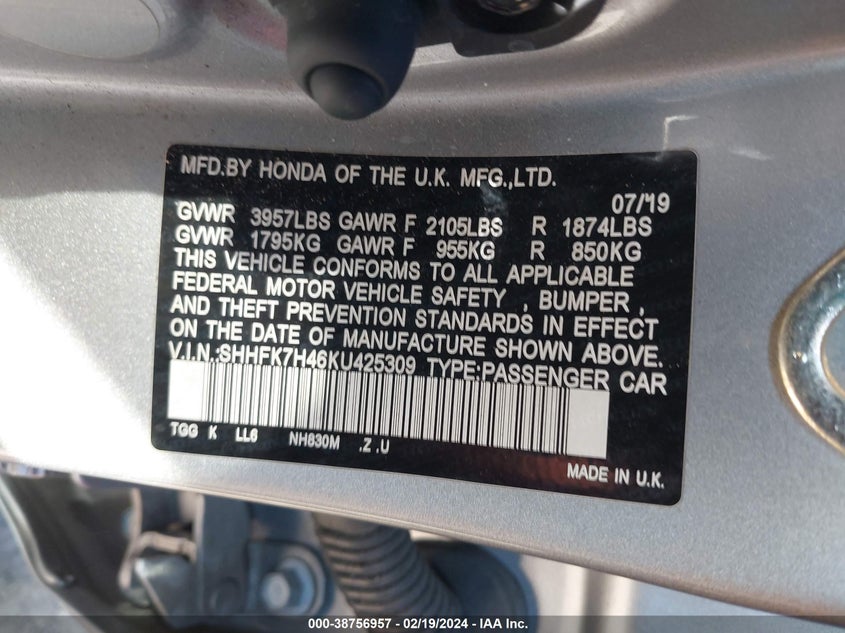 MFD.BY HONDA OF THE U.K. MFG.,LTD.
07/19
GVWR 3957LBS GAWR F 2105LBS R 1874LBS
GVWR 1795KG GAWR F 955KG R 850KG
THIS VEHICLE CONFORMS TO ALL APPLICABLE
FEDERAL MOTOR VEHICLE SAFETY , BUMPER ,
AND THEFT PREVENTION STANDARDS IN EFFECT
ON THE DATE OF MANUFACTURE SHOWN ABOVE.
V.I.N.:SHHFK7H46KU425309 TYPE:PASSENGER CAR
TGG K LL6 NH830M .Z .U
MADE IN U.K.
000-38756957 / 02/19/2024 - IAA Inc.